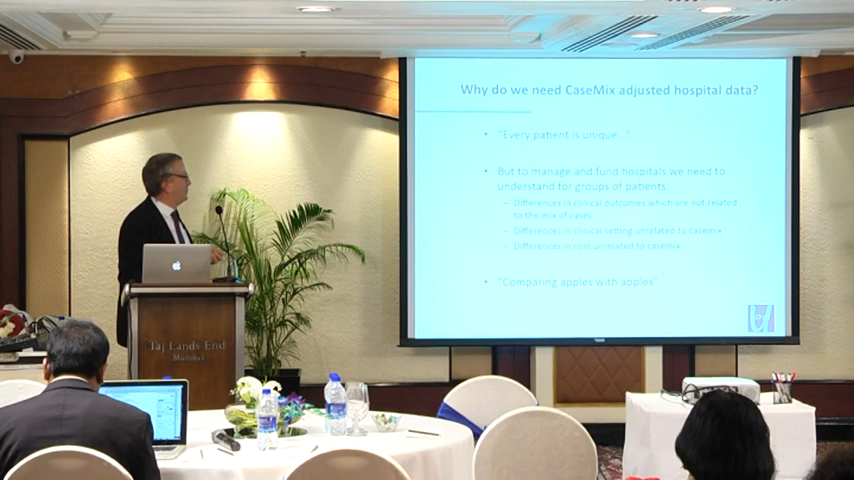 Why do we need CaseMix adjusted hospital data?
• "Every patient is unique..."
• But to manage and fund hospitals we need to
understand for groups of patients:
– Differences in clinical outcomes which are not related
to the mix of cases
– Differences in clinical setting unrelated to casemix
– Differences in cost unrelated to casemix
• "Comparing apples with apples"
Taj Lands End
Mumbai